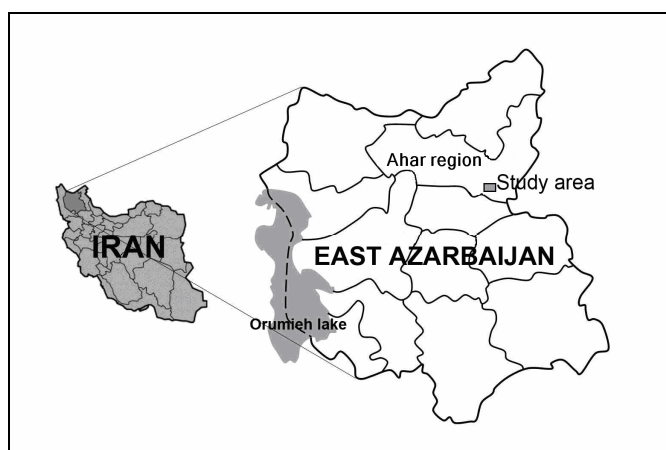 Ahar region
Study area
IRAN
EAST AZARBAIJAN
Orumieh lake